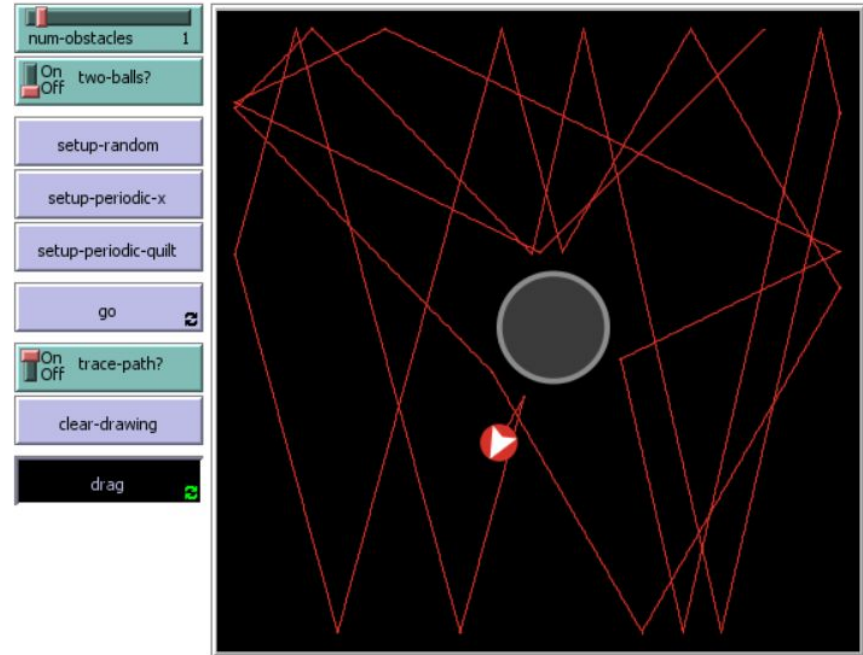 num-obstacles 1
On
Off
two-balls?
setup-random
setup-periodic-x
setup-periodic-quilt
go
On
Off
trace-path?
clear-drawing
drag